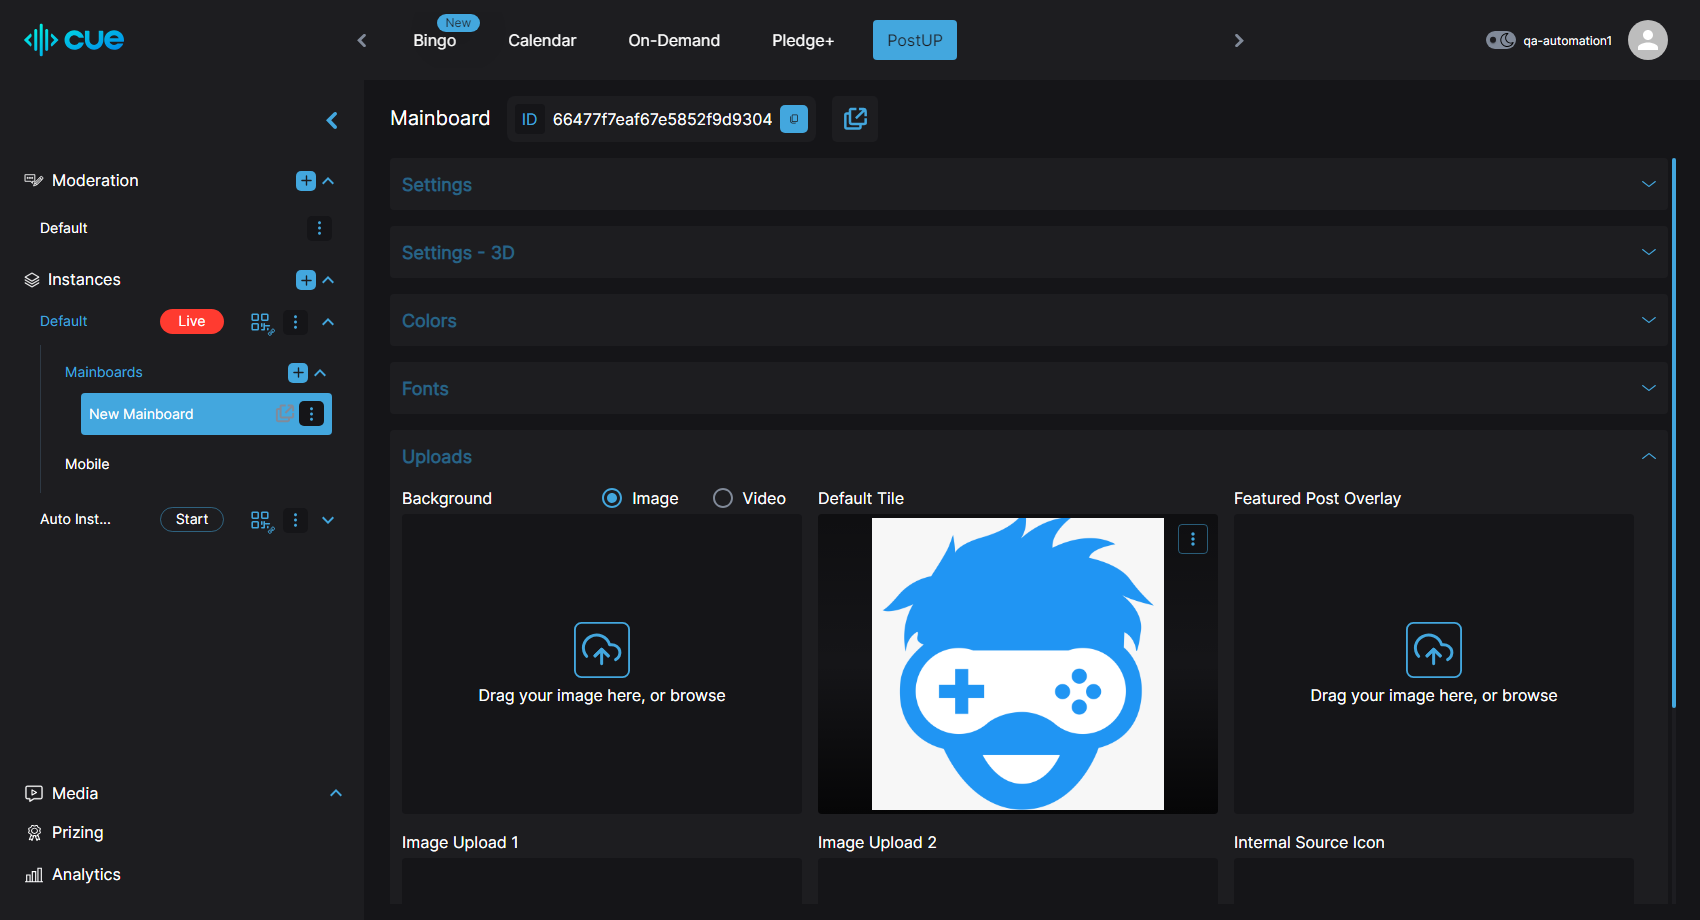 cue
New
Bingo
Calendar
On-Demand
Pledge+
PostUP
qa-automation1
Moderation
Default
Instances
Default
Live
Mainboards
New Mainboard
Mobile
Auto Inst...
Start
Media
Prizing
Analytics
Mainboard
ID 66477f7eaf67e5852f9d9304
Settings
Settings - 3D
Colors
Fonts
Uploads
Background
Image
Video
Default Tile
Featured Post Overlay
Drag your image here, or browse
Drag your image here, or browse
Image Upload 1
Image Upload 2
Internal Source Icon